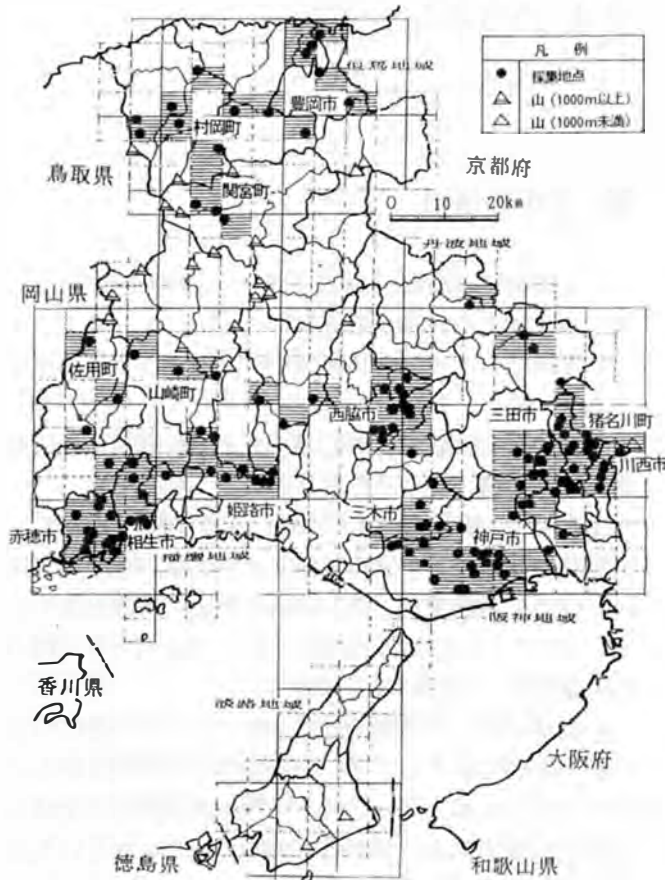 凡 例
採集地点
山 (1000m以上)
山 (1000m未満)
但馬地域
豊岡市
村岡町
鳥取県
京都府
関宮町
0 10 20km
丹波地域
岡山県
佐用町
山崎町
西脇市
三田市
猪名川町
川西市
姫路市
三木市
赤穂市
相生市
神戸市
播磨地域
阪神地域
香川県
淡路地域
大阪府
徳島県
和歌山県